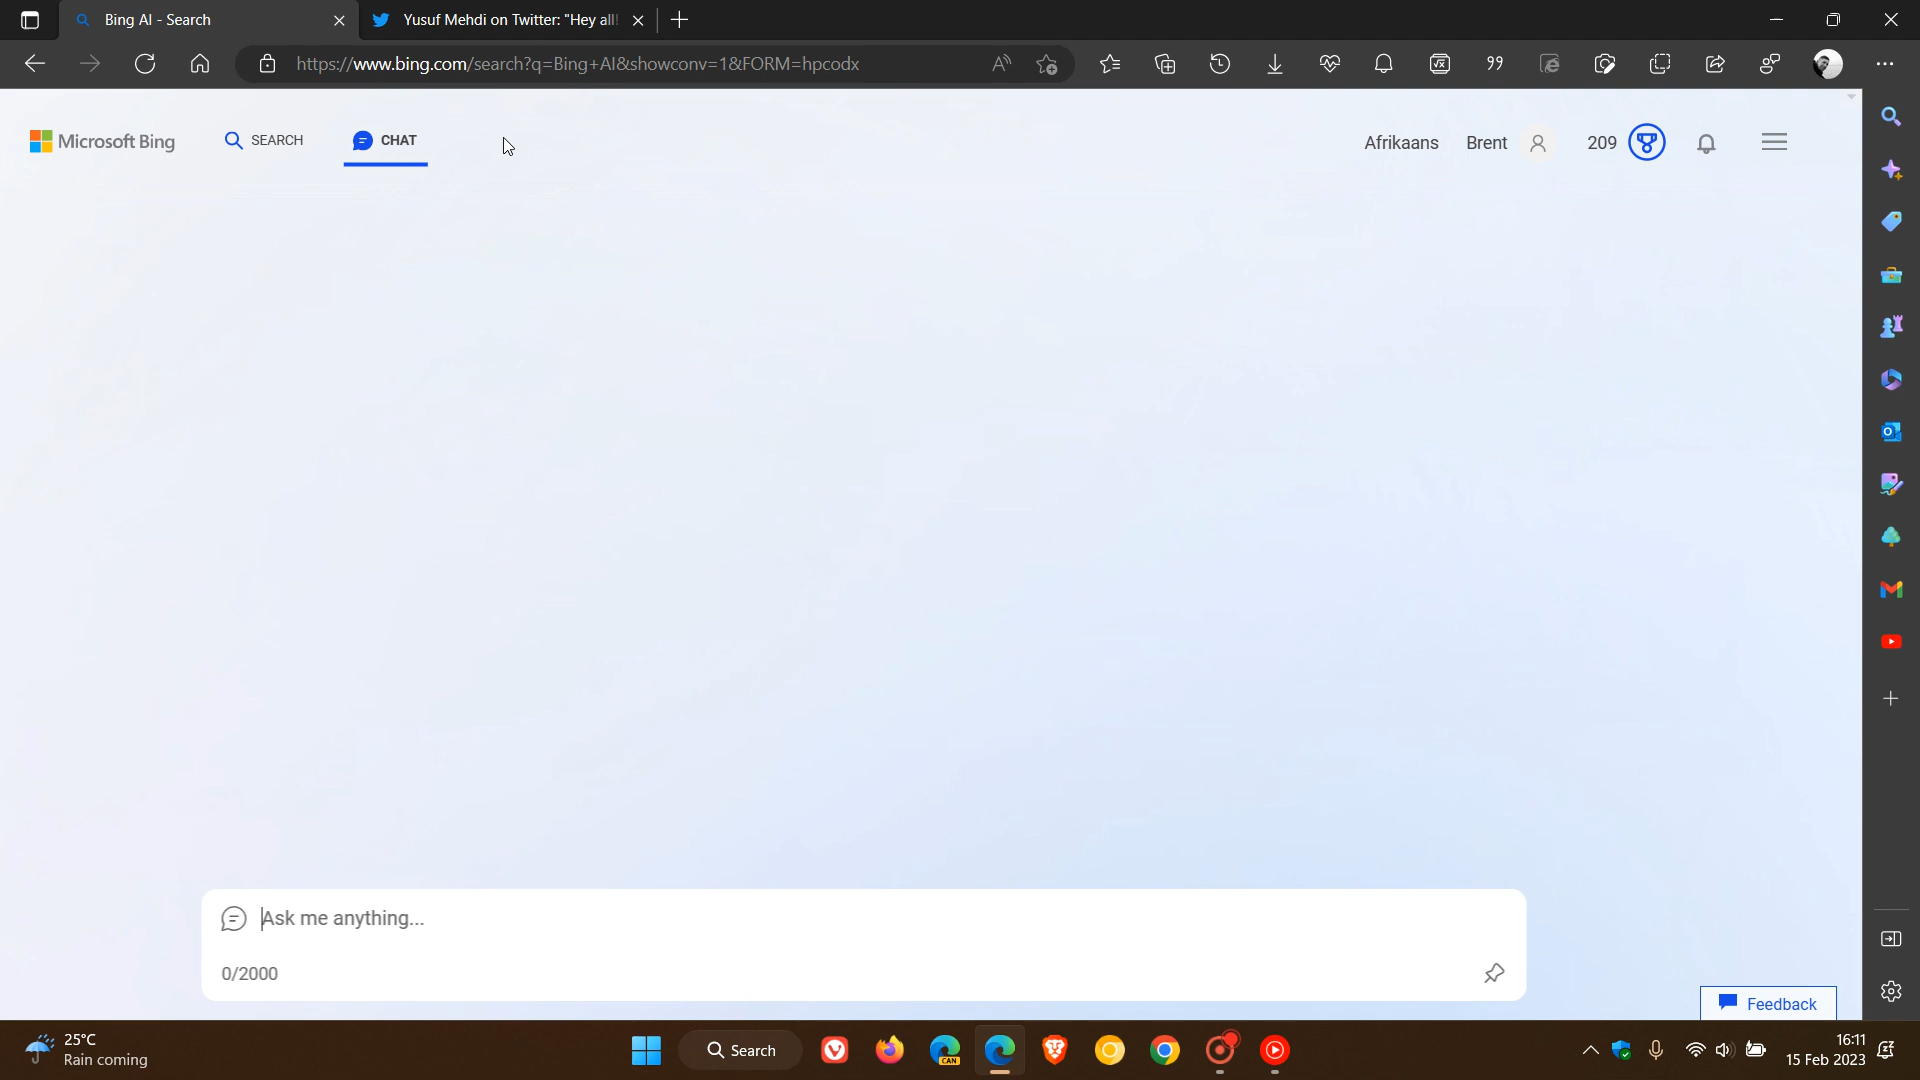 Bing AI - Search
Yusuf Mehdi on Twitter: "Hey all!
https://www.bing.com/search?q=Bing+AI&showconv=1&FORM=hpcodx
Microsoft Bing
SEARCH
CHAT
Afrikaans
Brent
209
Ask me anything...
0/2000
Feedback
25°C
Rain coming
Search
CAN
16:11
15 Feb 2023